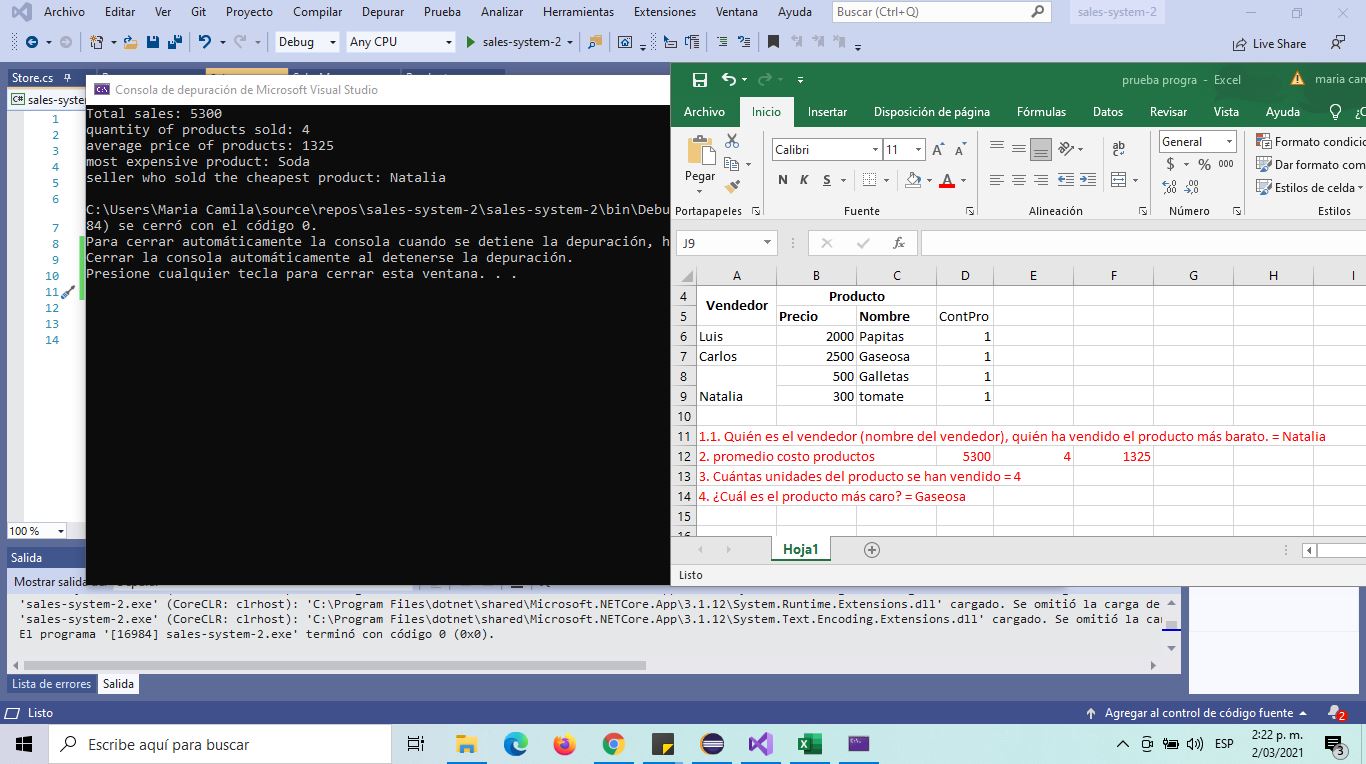 Archivo Editar Ver Git Proyecto Compilar Depurar Prueba Analizar Herramientas Extensiones Ventana Ayuda Buscar (Ctrl+Q) sales-system-2
Debug Any CPU sales-system-2 Live Share
Store.cs
C# sales-syste
1
2
3
4
5
6
7
8
9
10
11
12
13
14
100 %
Consola de depuración de Microsoft Visual Studio
Total sales: 5300
quantity of products sold: 4
average price of products: 1325
most expensive product: Soda
seller who sold the cheapest product: Natalia
C:\Users\Maria Camila\source\repos\sales-system-2\sales-system-2\bin\Debu
84) se cerró con el código 0.
Para cerrar automáticamente la consola cuando se detiene la depuración, h
Cerrar la consola automáticamente al detenerse la depuración.
Presione cualquier tecla para cerrar esta ventana. . .
prueba progra - Excel maria can
Archivo Inicio Insertar Disposición de página Fórmulas Datos Revisar Vista Ayuda
Pegar Calibri 11 General Formato condicio
N K S $ % 000 Dar formato com
Estilos de celda
Portapapeles Fuente Alineación Número Estilos
J9 fx
A B C D E F G H I
4 Vendedor Producto
5 Precio Nombre ContPro
6 Luis 2000 Papitas 1
7 Carlos 2500 Gaseosa 1
8 500 Galletas 1
9 Natalia 300 tomate 1
10
11 1.1. Quién es el vendedor (nombre del vendedor), quién ha vendido el producto más barato. = Natalia
12 2. promedio costo productos 5300 4 1325
13 3. Cuántas unidades del producto se han vendido = 4
14 4. ¿Cuál es el producto más caro? = Gaseosa
15
16
Hoja1
Listo
Salida
Mostrar salida
'sales-system-2.exe' (CoreCLR: clrhost): 'C:\Program Files\dotnet\shared\Microsoft.NETCore.App\3.1.12\System.Runtime.Extensions.dll' cargado. Se omitió la carga de
'sales-system-2.exe' (CoreCLR: clrhost): 'C:\Program Files\dotnet\shared\Microsoft.NETCore.App\3.1.12\System.Text.Encoding.Extensions.dll' cargado. Se omitió la ca
El programa '[16984] sales-system-2.exe' terminó con código 0 (0x0).
Lista de errores Salida
Listo Agregar al control de código fuente 2
Escribe aquí para buscar ESP 2:22 p. m.
2/03/2021 3